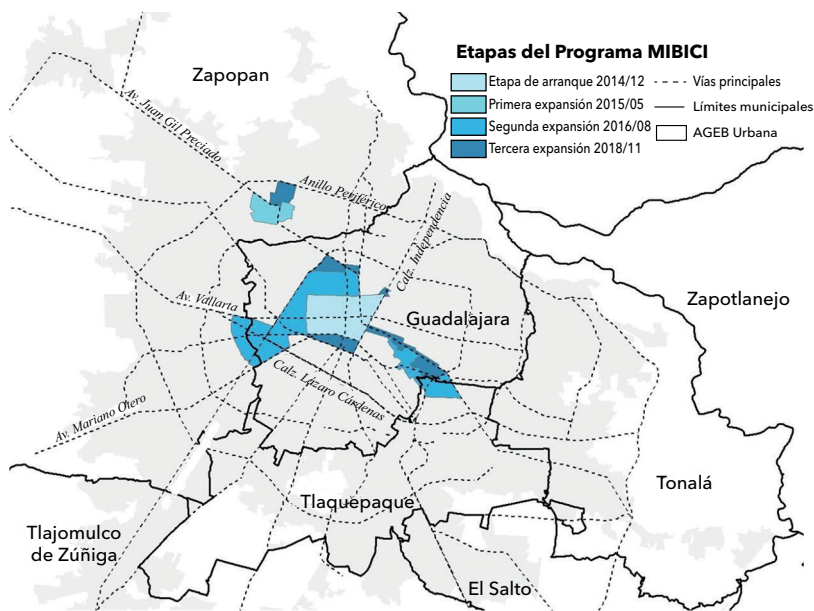 Etapas del Programa MIBICI
Etapa de arranque 2014/12
Primera expansión 2015/05
Segunda expansión 2016/08
Tercera expansión 2018/11
Vías principales
Límites municipales
AGEB Urbana
Zapopan
Av. Juan Gil Preciado
Anillo Periférico
Calz. Independencia
Av. Vallarta
Guadalajara
Zapotlanejo
Calz. Lázaro Cárdenas
Av. Mariano Otero
Tonalá
Tlaquepaque
Tlajomulco
de Zúñiga
El Salto